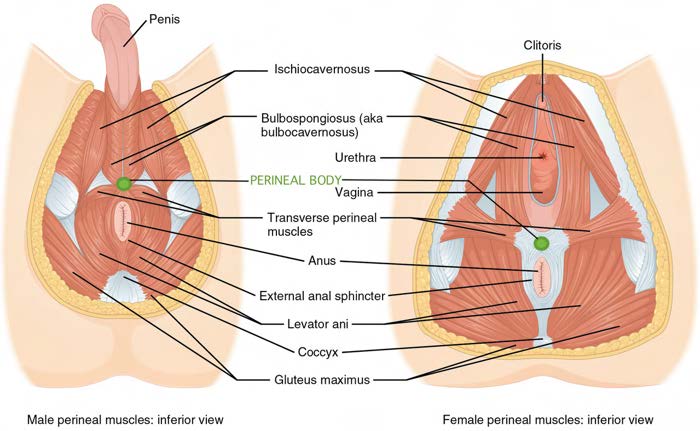 Penis
Clitoris
Ischiocavernosus
Bulbospongiosus (aka
bulbocavernosus)
Urethra
PERINEAL BODY
Vagina
Transverse perineal
muscles
Anus
External anal sphincter
Levator ani
Coccyx
Gluteus maximus
Male perineal muscles: inferior view
Female perineal muscles: inferior view